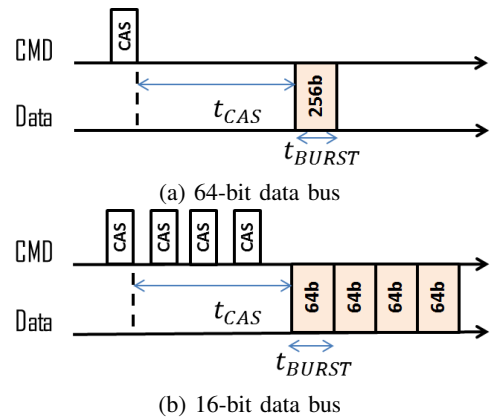 CAS
CMD
t_CAS
256b
Data
t_BURST
(a) 64-bit data bus
CAS CAS CAS CAS
CMD
t_CAS
64b 64b 64b 64b
Data
t_BURST
(b) 16-bit data bus